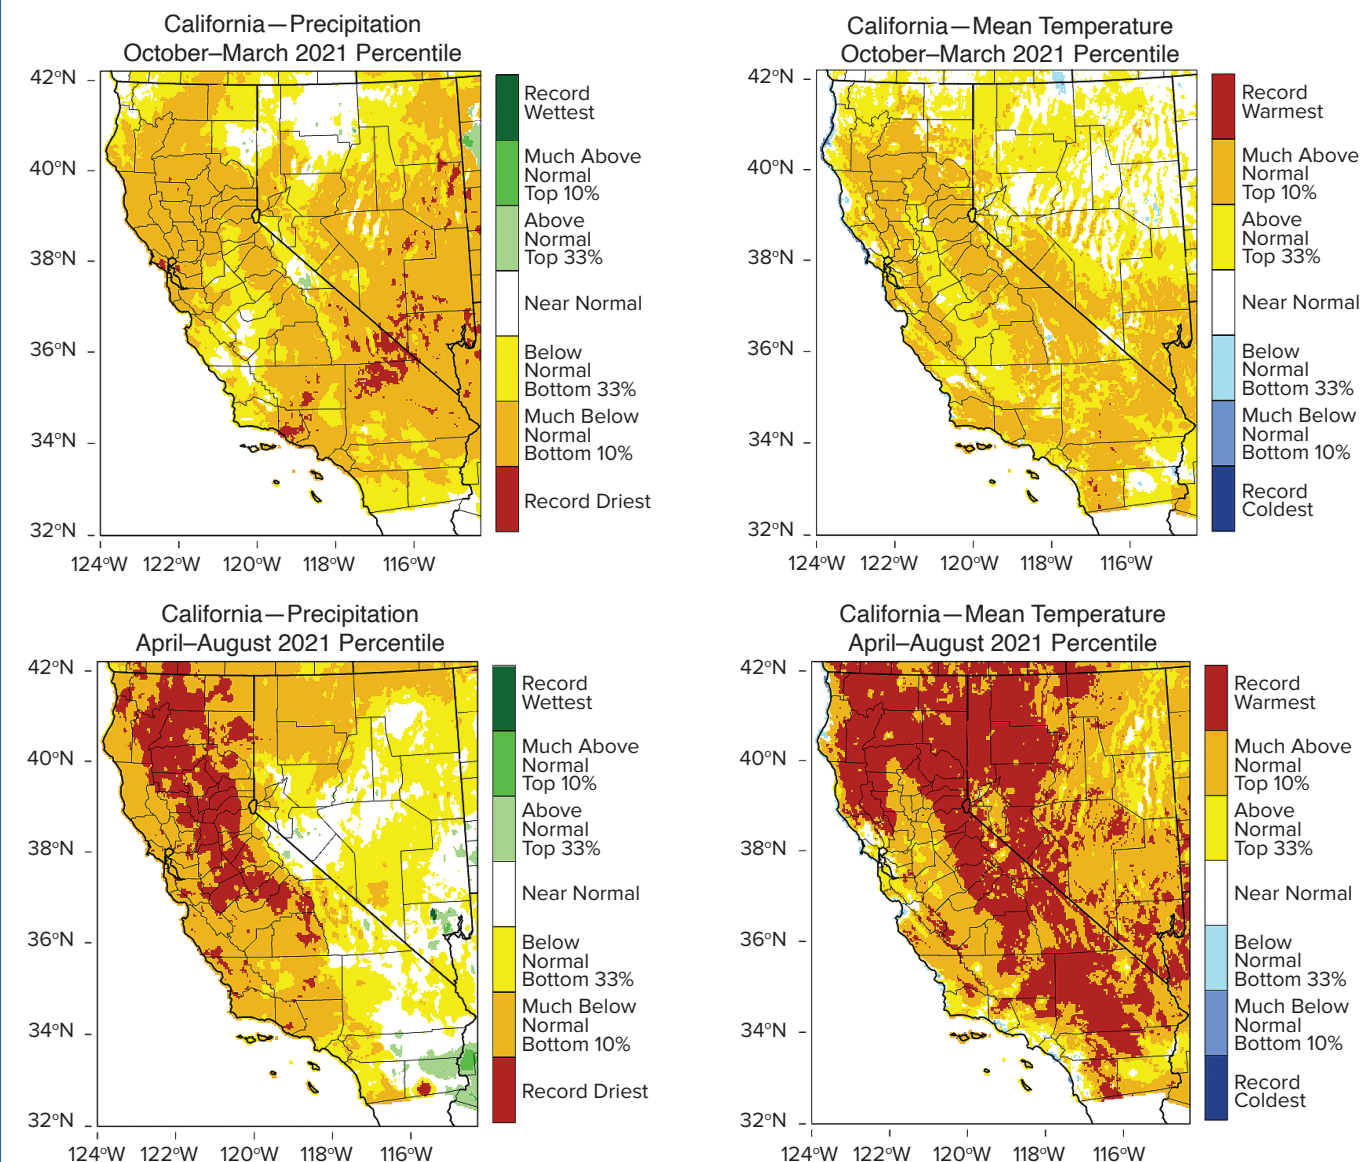 California—Precipitation
October–March 2021 Percentile
42°N
40°N
38°N
36°N
34°N
32°N
124°W 122°W 120°W 118°W 116°W
Record
Wettest
Much Above
Normal
Top 10%
Above
Normal
Top 33%
Near Normal
Below
Normal
Bottom 33%
Much Below
Normal
Bottom 10%
Record Driest
California—Mean Temperature
October–March 2021 Percentile
42°N
40°N
38°N
36°N
34°N
32°N
124°W 122°W 120°W 118°W 116°W
Record
Warmest
Much Above
Normal
Top 10%
Above
Normal
Top 33%
Near Normal
Below
Normal
Bottom 33%
Much Below
Normal
Bottom 10%
Record
Coldest
California—Precipitation
April–August 2021 Percentile
42°N
40°N
38°N
36°N
34°N
32°N
124°W 122°W 120°W 118°W 116°W
Record
Wettest
Much Above
Normal
Top 10%
Above
Normal
Top 33%
Near Normal
Below
Normal
Bottom 33%
Much Below
Normal
Bottom 10%
Record Driest
California—Mean Temperature
April–August 2021 Percentile
42°N
40°N
38°N
36°N
34°N
32°N
124°W 122°W 120°W 118°W 116°W
Record
Warmest
Much Above
Normal
Top 10%
Above
Normal
Top 33%
Near Normal
Below
Normal
Bottom 33%
Much Below
Normal
Bottom 10%
Record
Coldest